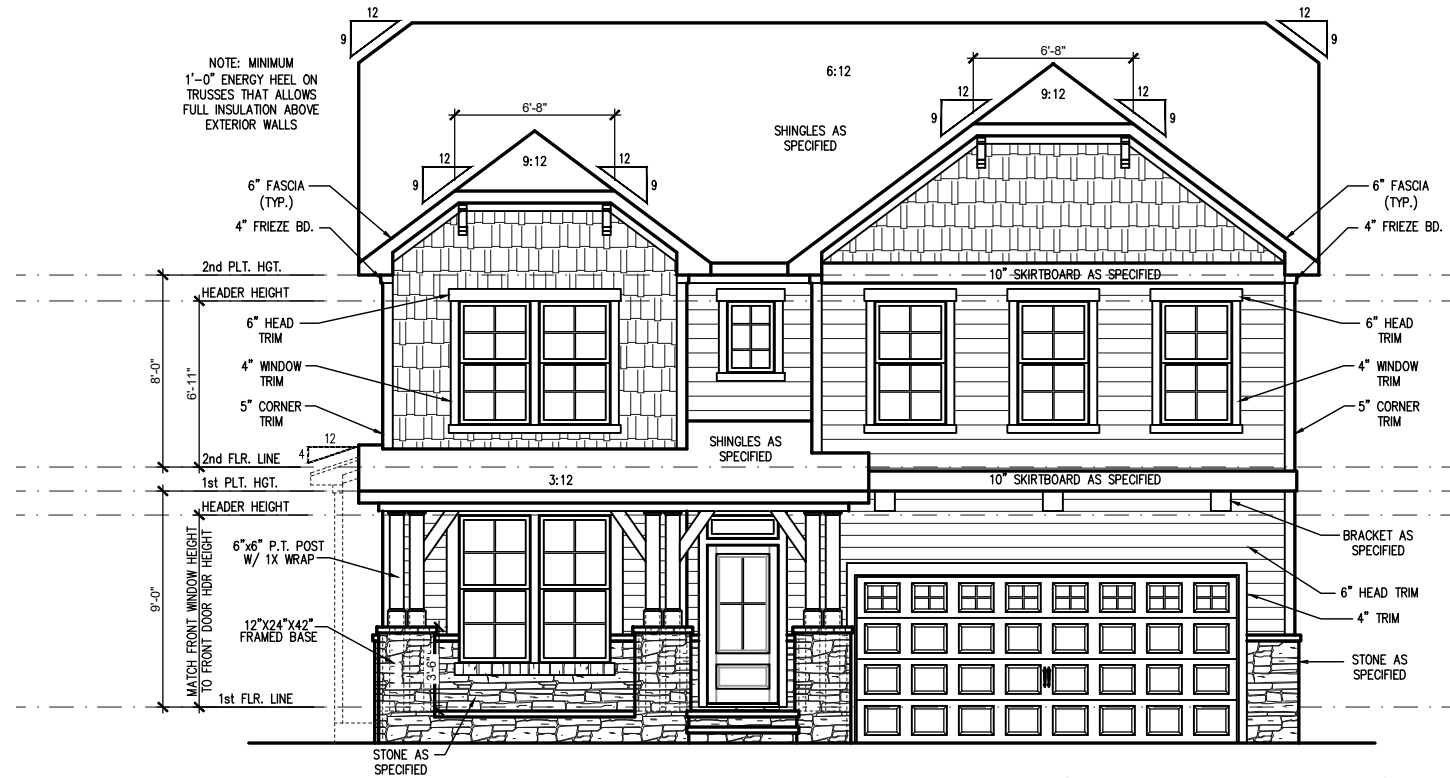 12
9
12
9
NOTE: MINIMUM
1'-0" ENERGY HEEL ON
TRUSSES THAT ALLOWS
FULL INSULATION ABOVE
EXTERIOR WALLS
6'-8"
6:12
12
9:12
12
9
9
6'-8"
SHINGLES AS
SPECIFIED
12
9:12
12
9
9
6" FASCIA
(TYP.)
4" FRIEZE BD.
6" FASCIA
(TYP.)
4" FRIEZE BD.
2nd PLT. HGT.
10" SKIRTBOARD AS SPECIFIED
HEADER HEIGHT
6" HEAD
TRIM
6" HEAD
TRIM
8'-0"
6'-11"
4" WINDOW
TRIM
4" WINDOW
TRIM
5" CORNER
TRIM
5" CORNER
TRIM
12
4
SHINGLES AS
SPECIFIED
2nd FLR. LINE
1st PLT. HGT.
3:12
10" SKIRTBOARD AS SPECIFIED
HEADER HEIGHT
BRACKET AS
SPECIFIED
6"x6" P.T. POST
W/ 1X WRAP
9'-0"
MATCH FRONT WINDOW HEIGHT
TO FRONT DOOR HDR HEIGHT
6" HEAD TRIM
4" TRIM
12"X24"X42"
FRAMED BASE
3'-6"
STONE AS
SPECIFIED
1st FLR. LINE
STONE AS
SPECIFIED